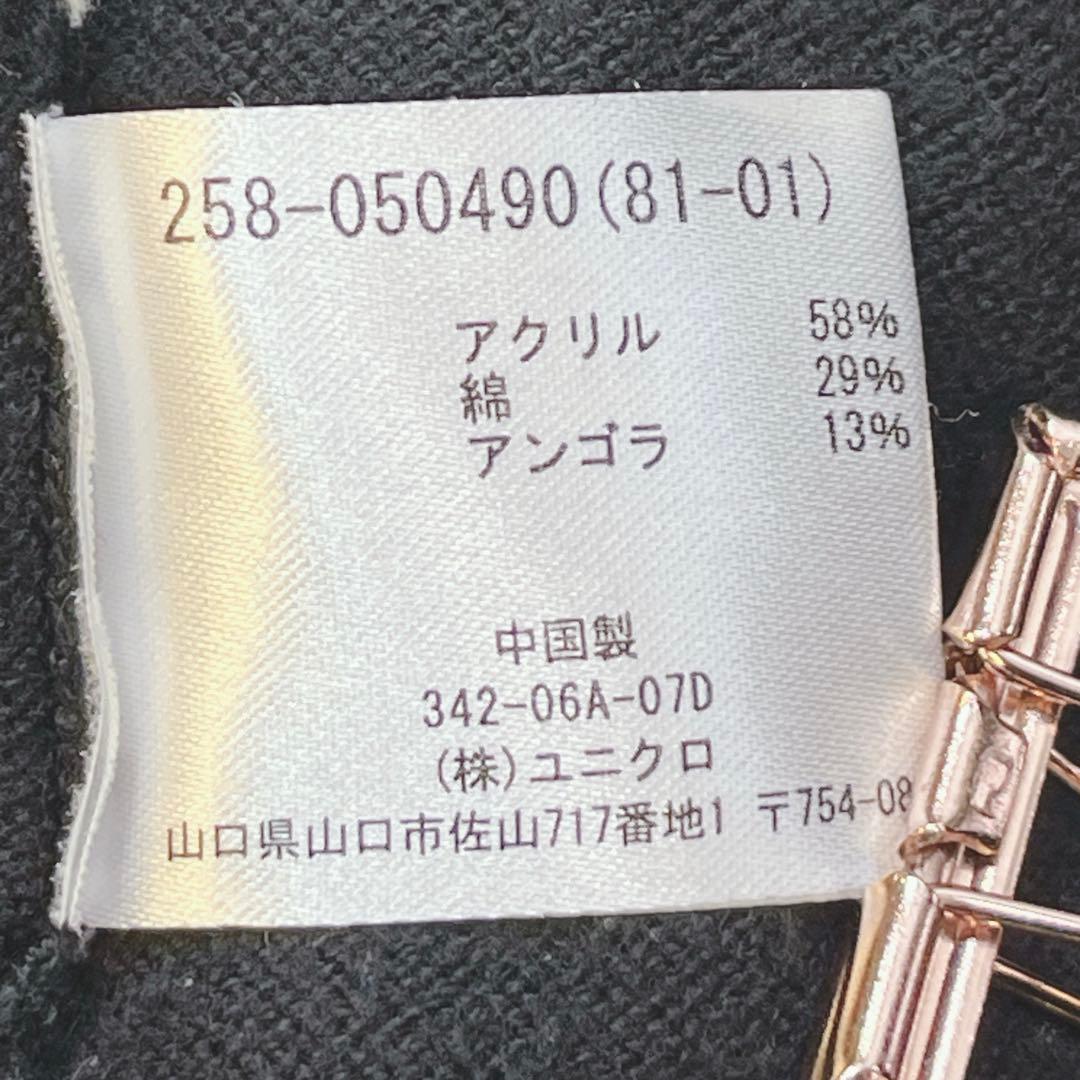 258-050490(81-01)
アクリル 58%
綿 29%
アンゴラ 13%
中国製
342-06A-07D
(株)ユニクロ
山口県山口市佐山717番地1 〒754-08